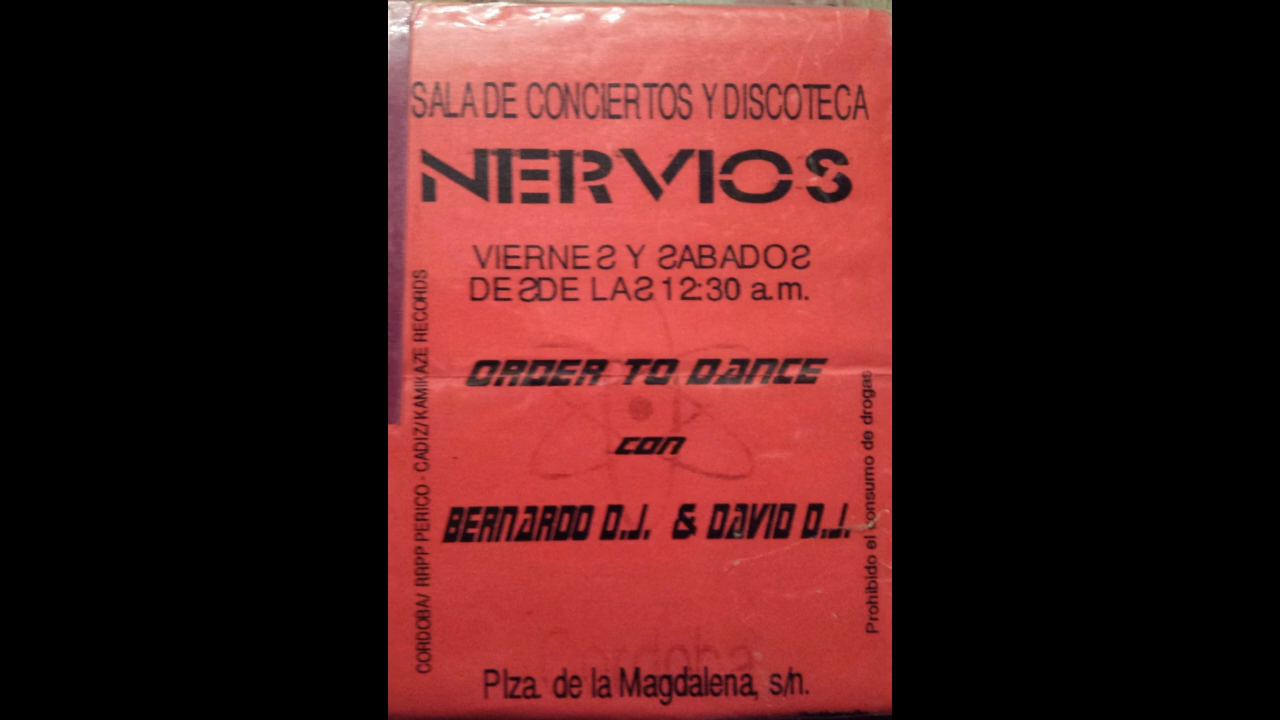 SALA DE CONCIERTOS Y DISCOTECA
NERVIOS
VIERNES Y SABADOS
DESDE LAS 12:30 a.m.
ORDER TO DANCE
con
BERNARDO D.J. & DAVID D.J.
Cordoba
Plza. de la Magdalena, s/n.
CORDOBA/ RRPP PERICO - CADIZ/KAMIKAZE RECORDS
Prohibido el consumo de drogas